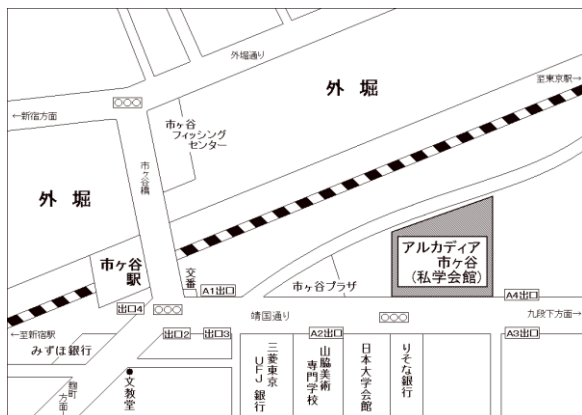 外堀通り
外 堀
至東京駅→
←新宿方面
市ヶ谷
フィッシング
センター
市ヶ谷橋
外 堀
市ヶ谷
駅
アルカディア
市ヶ谷
(私学会館)
交番
A1出口
市ヶ谷プラザ
A4出口
出口4
靖国通り
九段下方面→
←至新宿駅
みずほ銀行
出口2
出口3
A2出口
A3出口
麹町
方面
文教堂
三菱東京
UFJ 銀行
山脇美術
専門学校
日本大学会館
りそな銀行